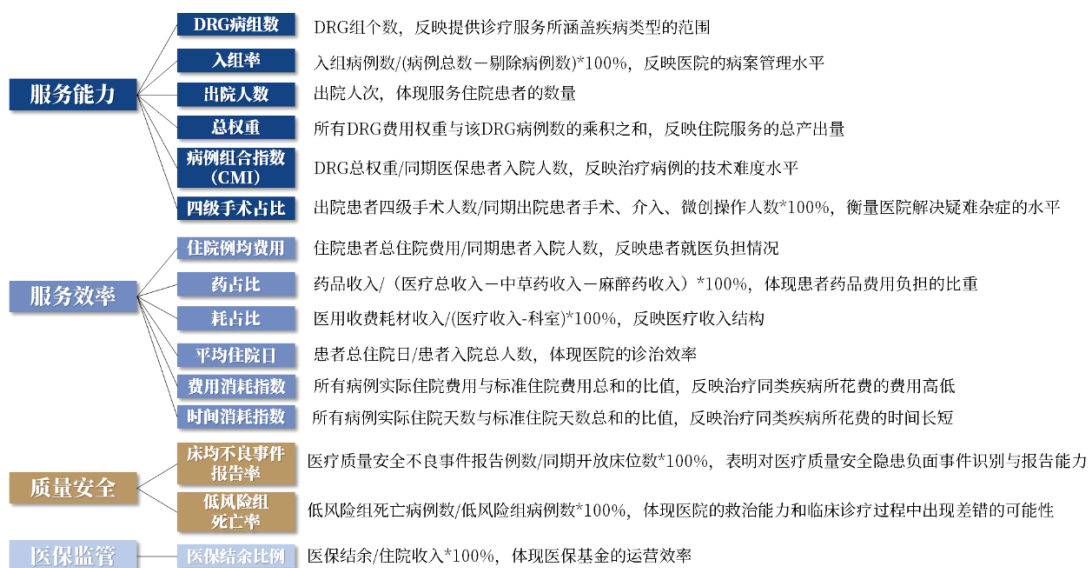 服务能力
DRG病组数
DRG组个数，反映提供诊疗服务所涵盖疾病类型的范围
入组率
入组病例数/(病例总数－剔除病例数)*100%，反映医院的病案管理水平
出院人数
出院人次，体现服务住院患者的数量
总权重
所有DRG费用权重与该DRG病例数的乘积之和，反映住院服务的总产出量
病例组合指数
（CMI）
DRG总权重/同期医保患者入院人数，反映治疗病例的技术难度水平
四级手术占比
出院患者四级手术人数/同期出院患者手术、介入、微创操作人数*100%，衡量医院解决疑难杂症的水平
服务效率
住院例均费用
住院患者总住院费用/同期患者入院人数，反映患者就医负担情况
药占比
药品收入/（医疗总收入－中草药收入－麻醉药收入）*100%，体现患者药品费用负担的比重
耗占比
医用收费耗材收入/(医疗收入-科室)*100%，反映医疗收入结构
平均住院日
患者总住院日/患者入院总人数，体现医院的诊治效率
费用消耗指数
所有病例实际住院费用与标准住院费用总和的比值，反映治疗同类疾病所花费的费用高低
时间消耗指数
所有病例实际住院天数与标准住院天数总和的比值，反映治疗同类疾病所花费的时间长短
质量安全
床均不良事件
报告率
医疗质量安全不良事件报告例数/同期开放床位数*100%，表明对医疗质量安全隐患负面事件识别与报告能力
低风险组
死亡率
低风险组死亡病例数/低风险组病例数*100%，体现医院的救治能力和临床诊疗过程中出现差错的可能性
医保监管
医保结余比例
医保结余/住院收入*100%，体现医保基金的运营效率